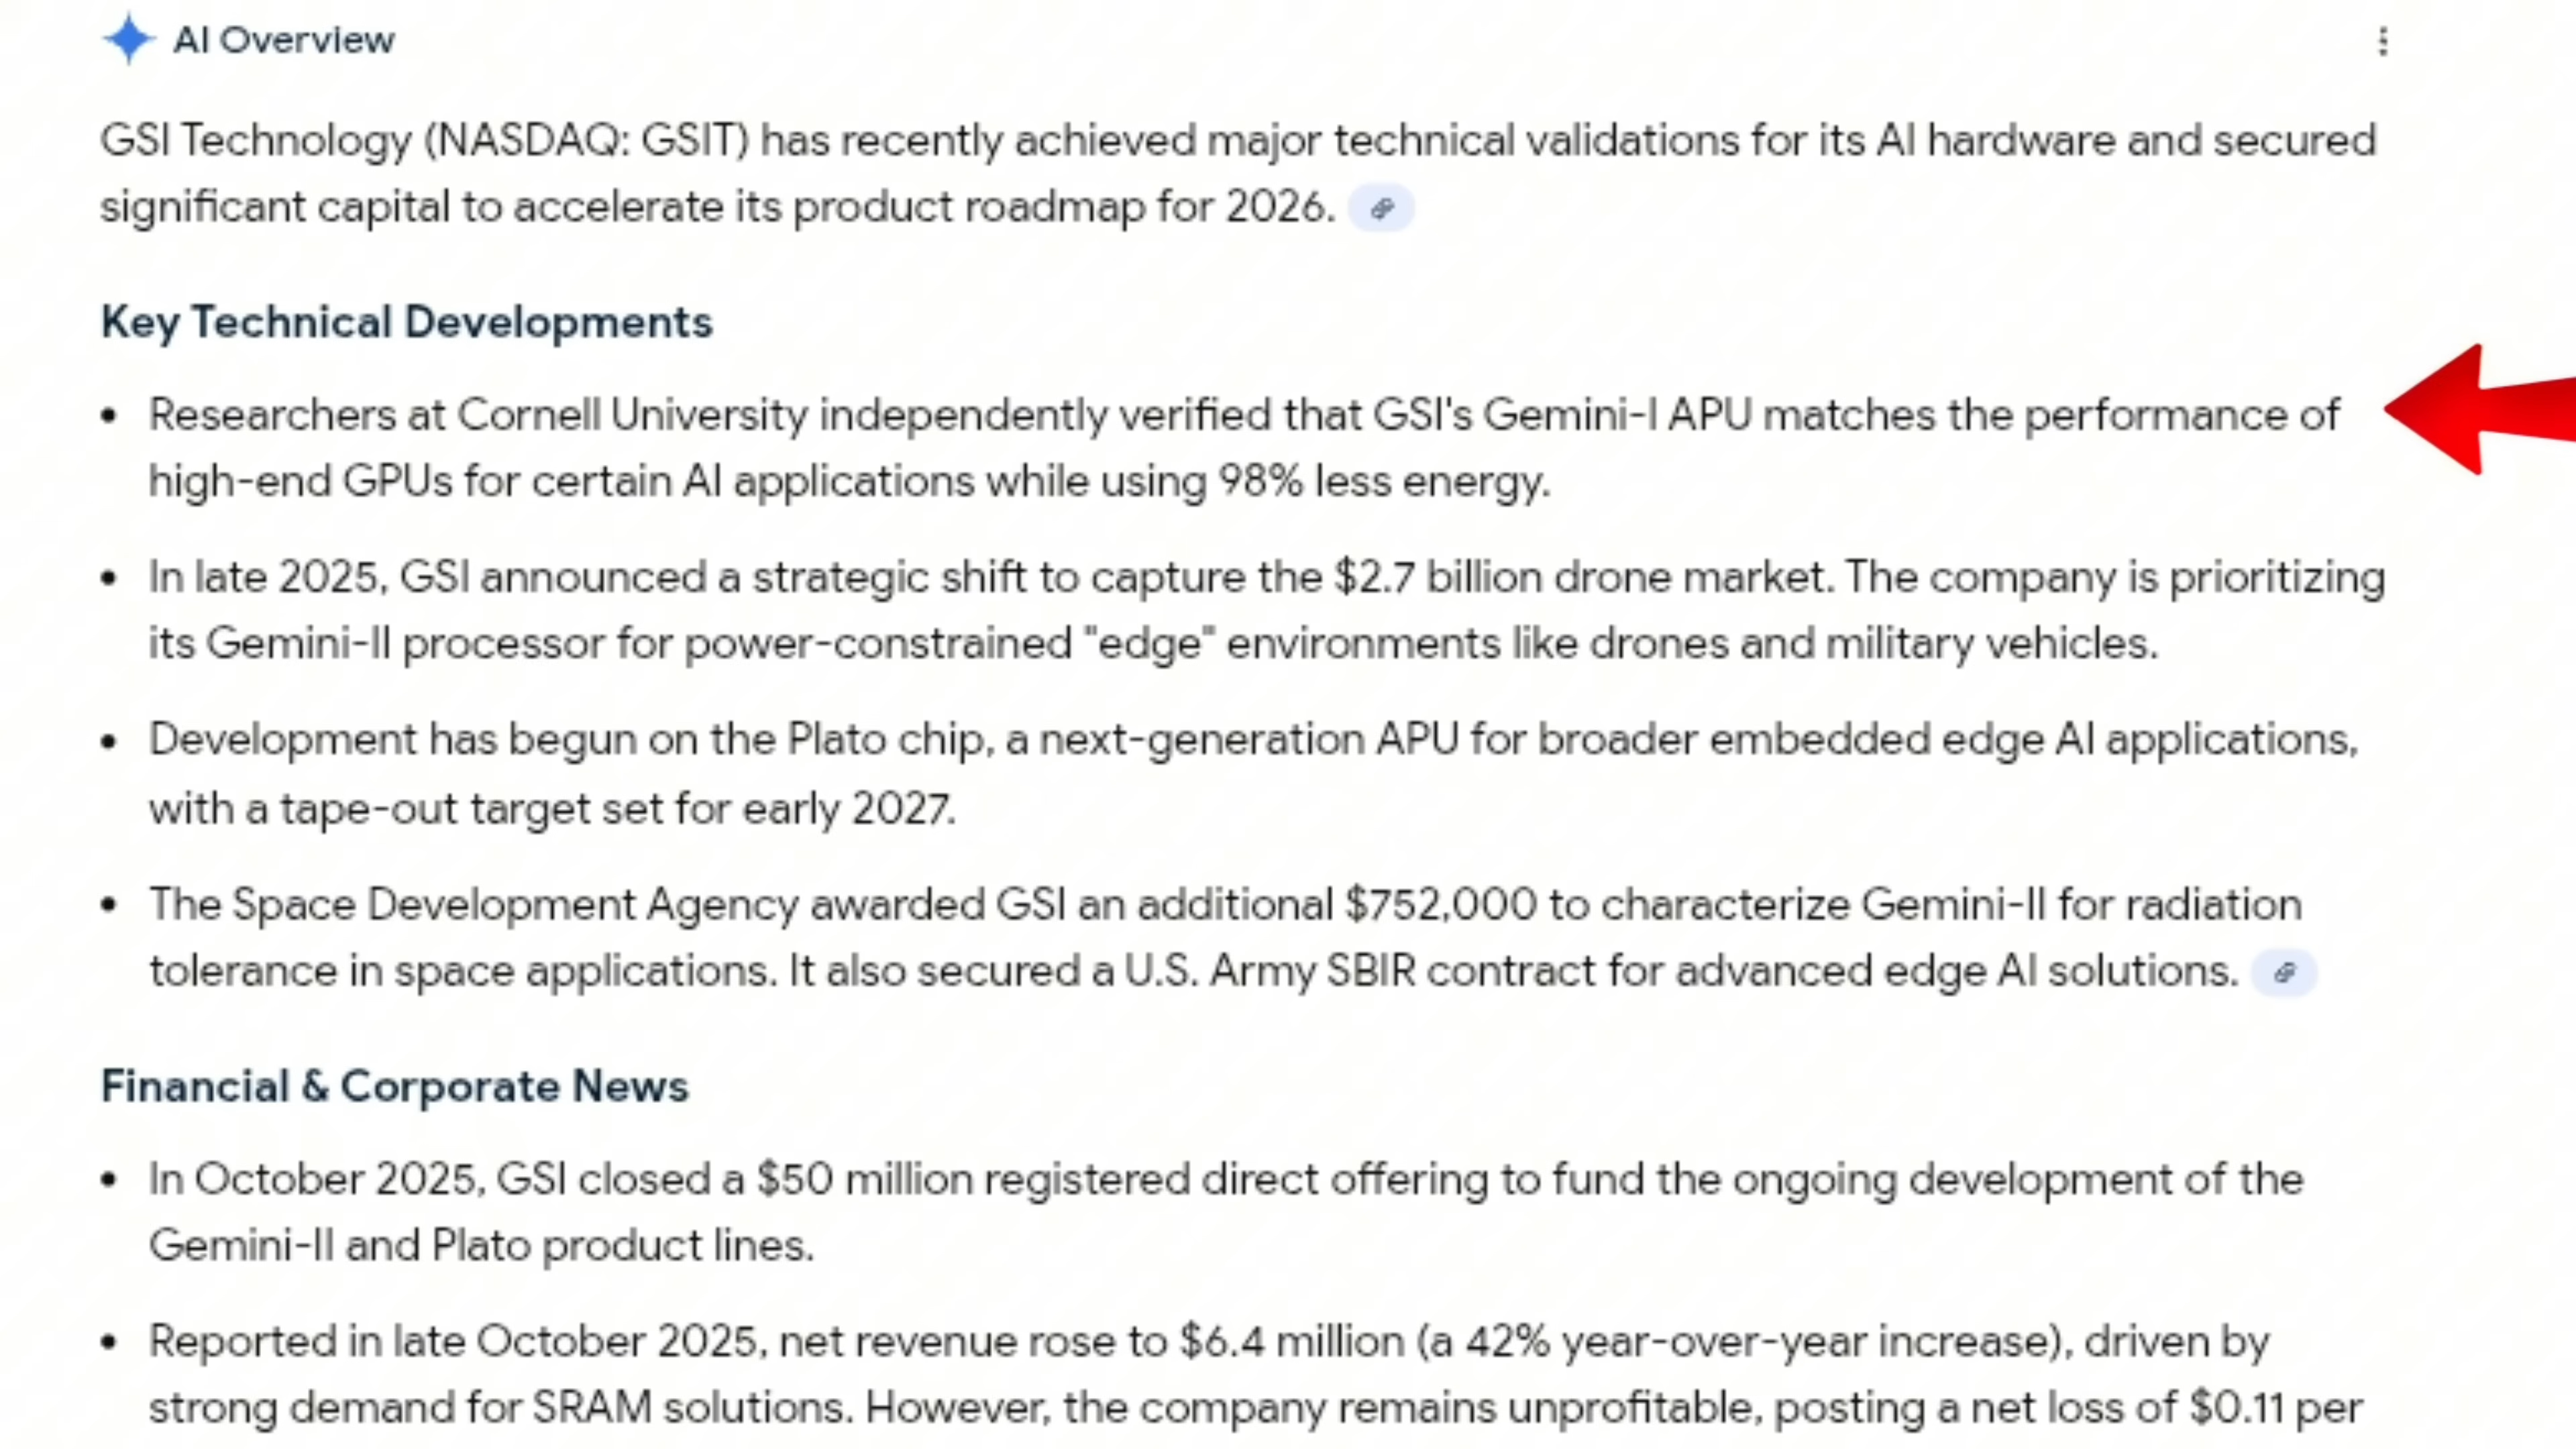 AI Overview
GSI Technology (NASDAQ: GSIT) has recently achieved major technical validations for its AI hardware and secured
significant capital to accelerate its product roadmap for 2026.
Key Technical Developments
• Researchers at Cornell University independently verified that GSI's Gemini-I APU matches the performance of
high-end GPUs for certain AI applications while using 98% less energy.
• In late 2025, GSI announced a strategic shift to capture the $2.7 billion drone market. The company is prioritizing
its Gemini-II processor for power-constrained "edge" environments like drones and military vehicles.
• Development has begun on the Plato chip, a next-generation APU for broader embedded edge AI applications,
with a tape-out target set for early 2027.
• The Space Development Agency awarded GSI an additional $752,000 to characterize Gemini-II for radiation
tolerance in space applications. It also secured a U.S. Army SBIR contract for advanced edge AI solutions.
Financial & Corporate News
• In October 2025, GSI closed a $50 million registered direct offering to fund the ongoing development of the
Gemini-II and Plato product lines.
• Reported in late October 2025, net revenue rose to $6.4 million (a 42% year-over-year increase), driven by
strong demand for SRAM solutions. However, the company remains unprofitable, posting a net loss of $0.11 per